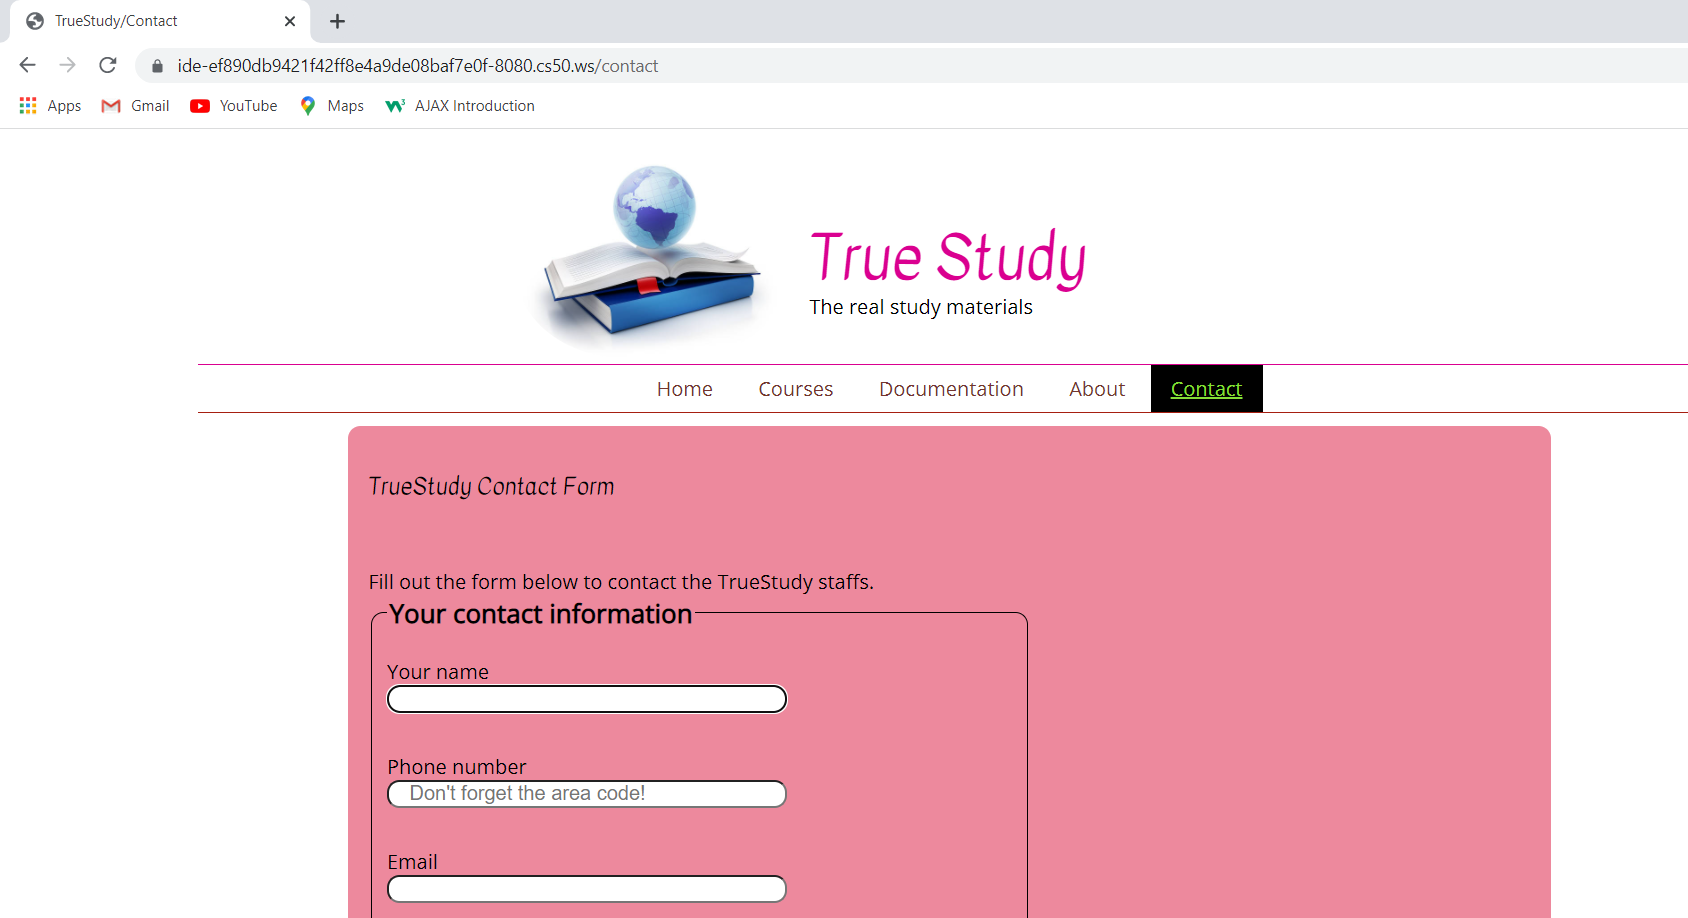 TrueStudy/Contact
ide-ef890db9421f42ff8e4a9de08baf7e0f-8080.cs50.ws/contact
Apps Gmail YouTube Maps AJAX Introduction
True Study
The real study materials
Home Courses Documentation About Contact
TrueStudy Contact Form
Fill out the form below to contact the TrueStudy staffs.
Your contact information
Your name
Phone number
Don't forget the area code!
Email